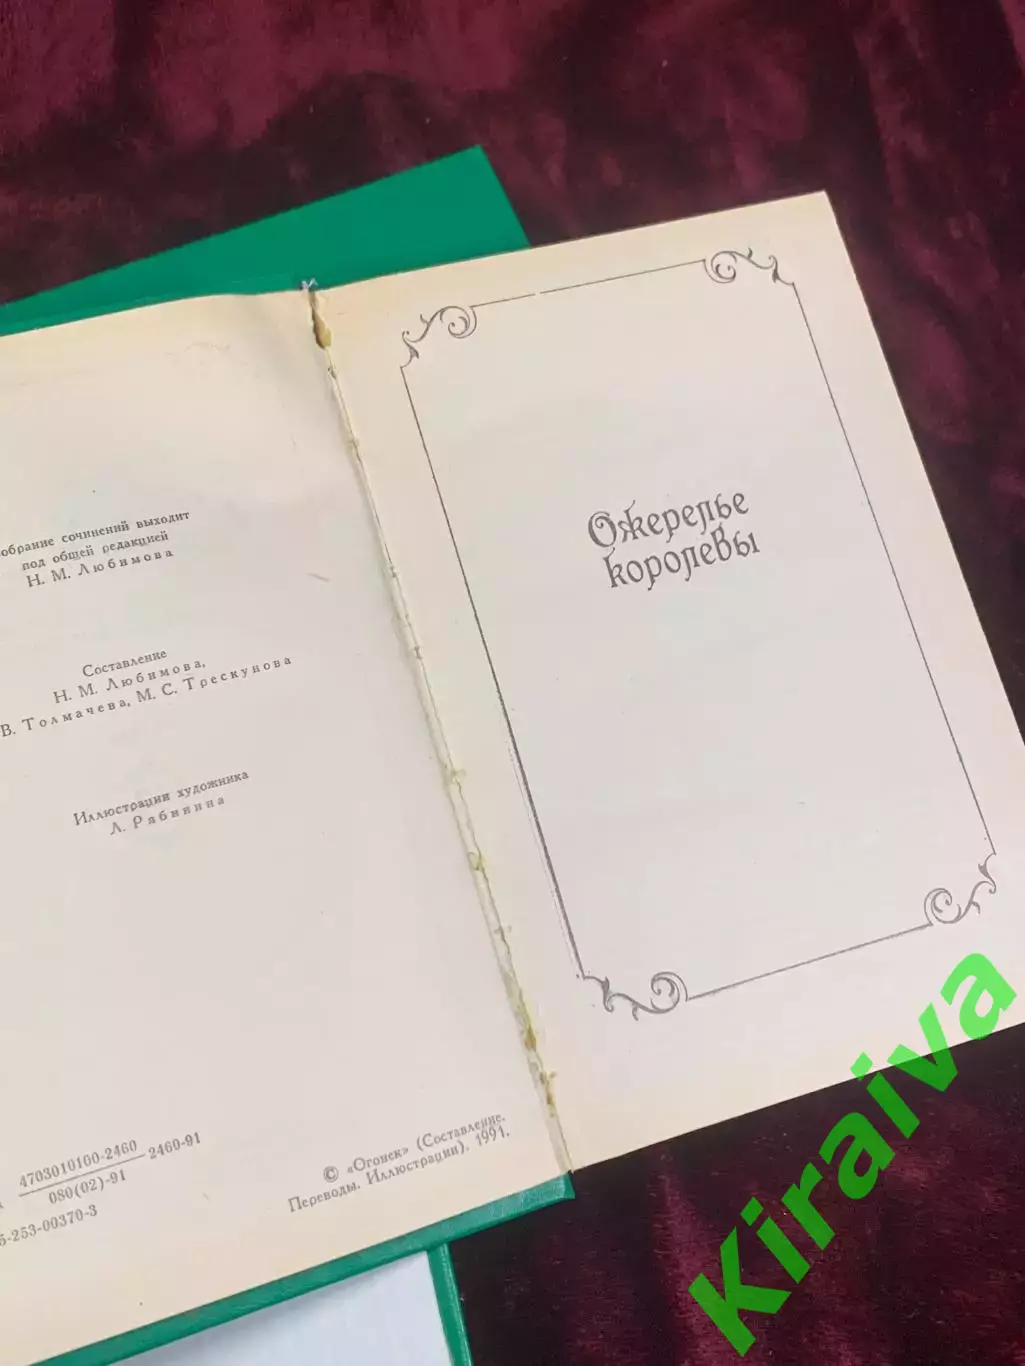 обрание сочинений выходит
под общей редакцией
Н. М. Любимова
Составление
Н. М. Любимова,
В. Толмачева, М. С. Трескунова
Иллюстрации художника
Л. Рябинина
4703010100-2460
080(02)-91
2460-91
5-253-00370-3
© «Огонек» (Составление.
Переводы. Иллюстрации). 1991.
Ожерелье
королевы
Kiraiva